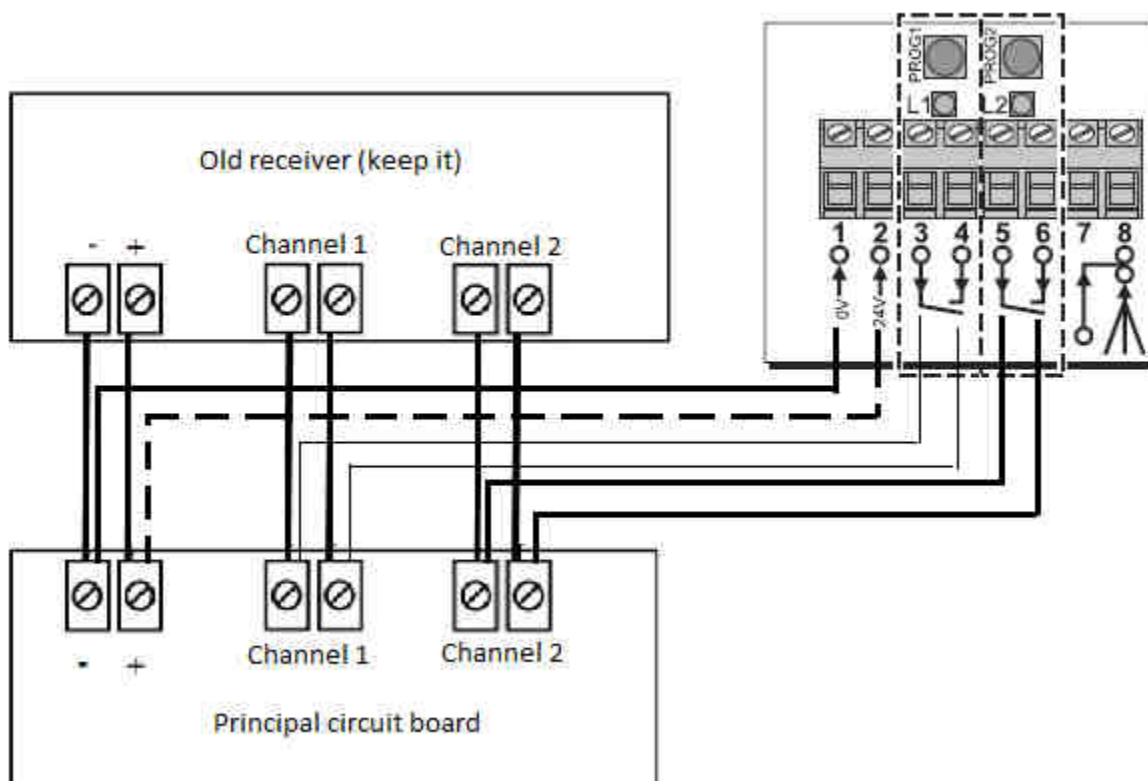 PROG1 PROG2
L1 L2
Old receiver (keep it)
- + Channel 1 Channel 2
1 2 3 4 5 6 7 8
0V 24V
- + Channel 1 Channel 2
Principal circuit board